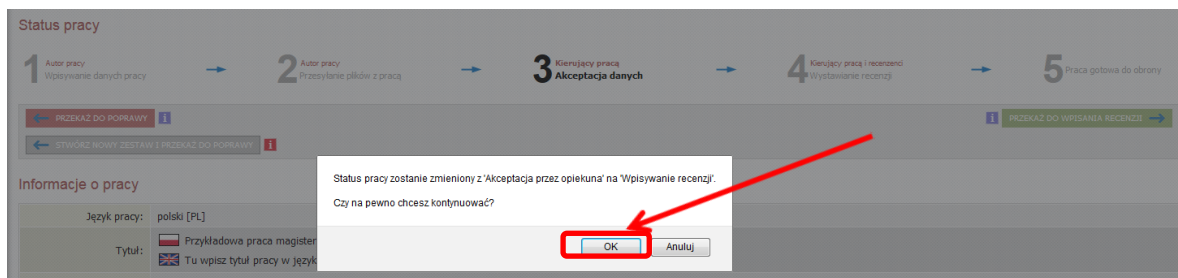 Status pracy
1 Autor pracy
Wpisywanie danych pracy
2 Autor pracy
Przesyłanie plików z pracą
3 Kierujący pracą
Akceptacja danych
4 Kierujący pracą i recenzenci
Wystawianie recenzji
5 Praca gotowa do obrony
PRZEKAŻ DO POPRAWY i
i PRZEKAŻ DO WPISANIA RECENZJI
STWÓRZ NOWY ZESTAW I PRZEKAŻ DO POPRAWY i
Status pracy zostanie zmieniony z 'Akceptacja przez opiekuna' na 'Wpisywanie recenzji'.
Czy na pewno chcesz kontynuować?
OK Anuluj
Informacje o pracy
Język pracy: polski [PL]
Tytuł: Przykładowa praca magister
Tu wpisz tytuł pracy w język